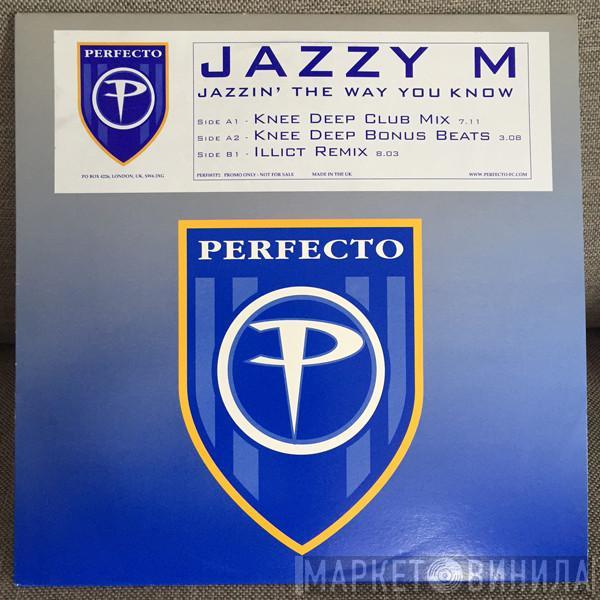 PERFECTO
JAZZY M
JAZZIN' THE WAY YOU KNOW
SIDE A1 - KNEE DEEP CLUB MIX 7.11
SIDE A2 - KNEE DEEP BONUS BEATS 3.08
SIDE B1 - ILLICT REMIX 8.03
PO BOX 4226, LONDON, UK, SW6 2XG
PERF08TP2 PROMO ONLY - NOT FOR SALE MADE IN THE UK WWW.PERFECTO-FC.COM
PERFECTO
МАРКЕТ ВИНИЛА